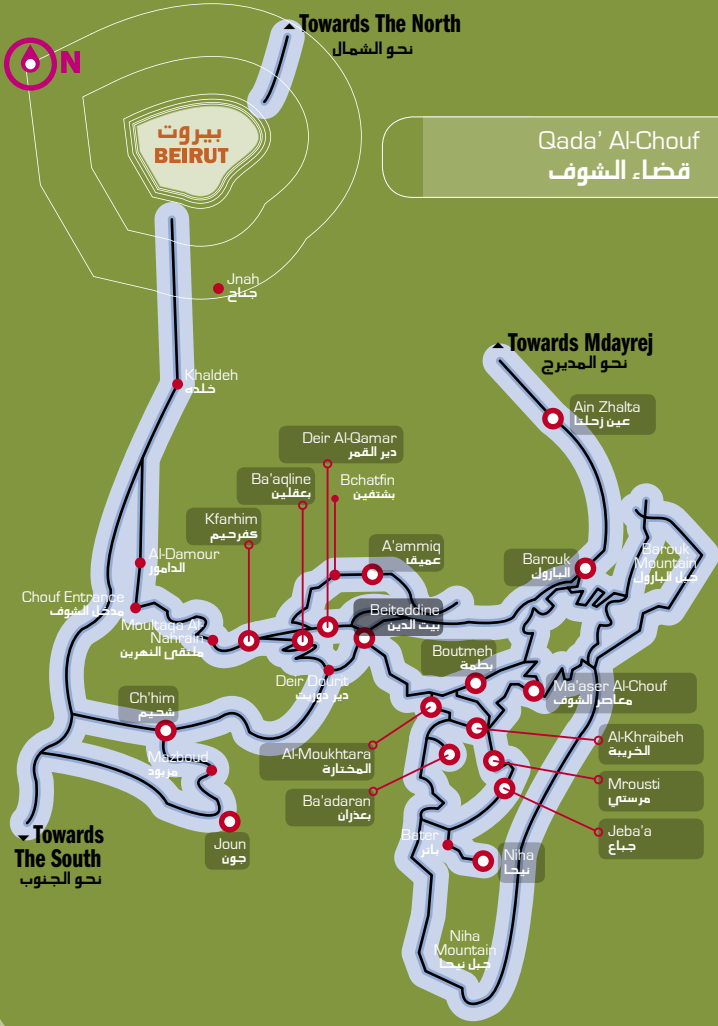 Towards The North
نحو الشمال
N
بيروت
BEIRUT
Qada' Al-Chouf
قضاء الشوف
Jnah
جناح
Towards Mdayrej
نحو المديرج
Khaldeh
خلده
Ain Zhalta
عين زحلتا
Deir Al-Qamar
دير القمر
Ba'aqline
بعقلين
Bchatfin
بشتفين
Kfarhim
كفرحيم
A'ammiq
عميق
Al-Damour
الدامور
Barouk
الباروك
Barouk
Mountain
جبل الباروك
Chouf Entrance
مدخل الشوف
Moultaqa Al-
Nahrain
ملتقى النهرين
Beiteddine
بيت الدين
Boutmeh
بطمة
Deir Dourit
دير دوريت
Ma'aser Al-Chouf
معاصر الشوف
Ch'him
شحيم
Al-Khraibeh
الخريبة
Al-Moukhtara
المختارة
Mazboud
مزبود
Mrousti
مرستي
Ba'adaran
بعذران
Jeba'a
جباع
Towards
The South
نحو الجنوب
Joun
جون
Bater
باتر
Niha
نيحا
Niha
Mountain
جبل نيحا